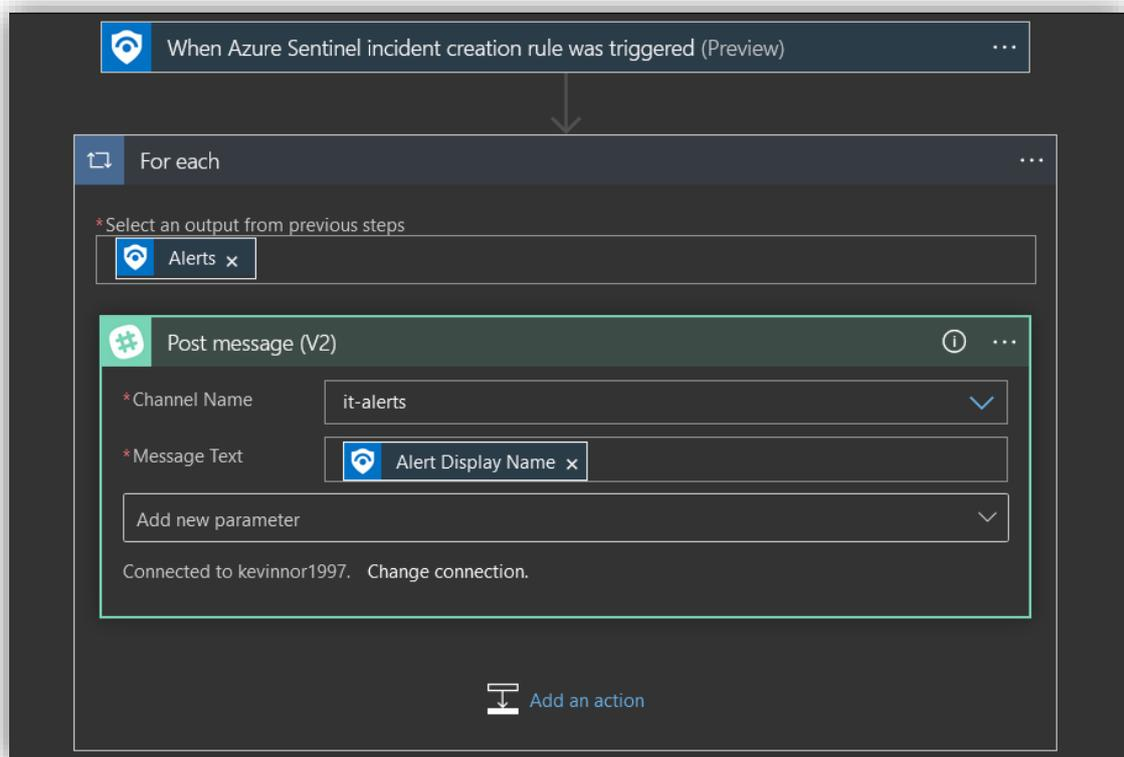 When Azure Sentinel incident creation rule was triggered (Preview)
For each
*Select an output from previous steps
Alerts ×
Post message (V2)
*Channel Name
it-alerts
*Message Text
Alert Display Name ×
Add new parameter
Connected to kevinnor1997. Change connection.
Add an action